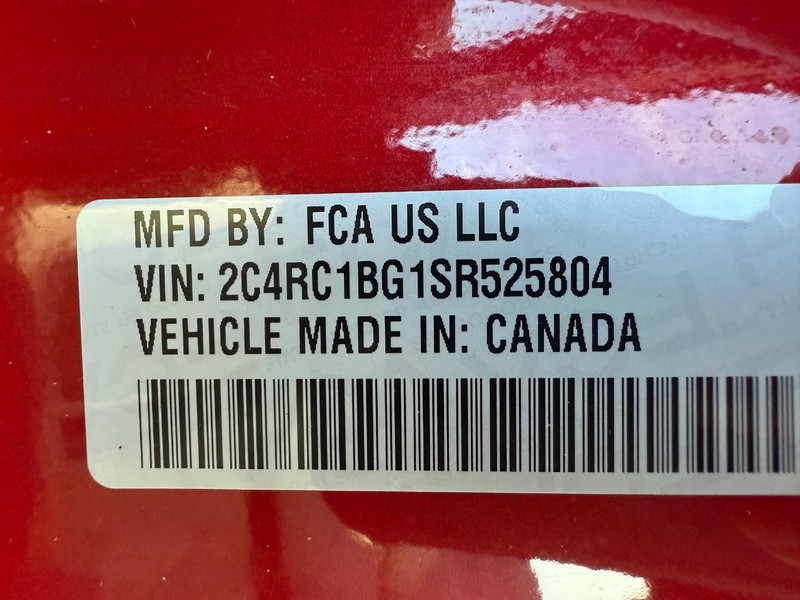 MFD BY: FCA US LLC
VIN: 2C4RC1BG1SR525804
VEHICLE MADE IN: CANADA